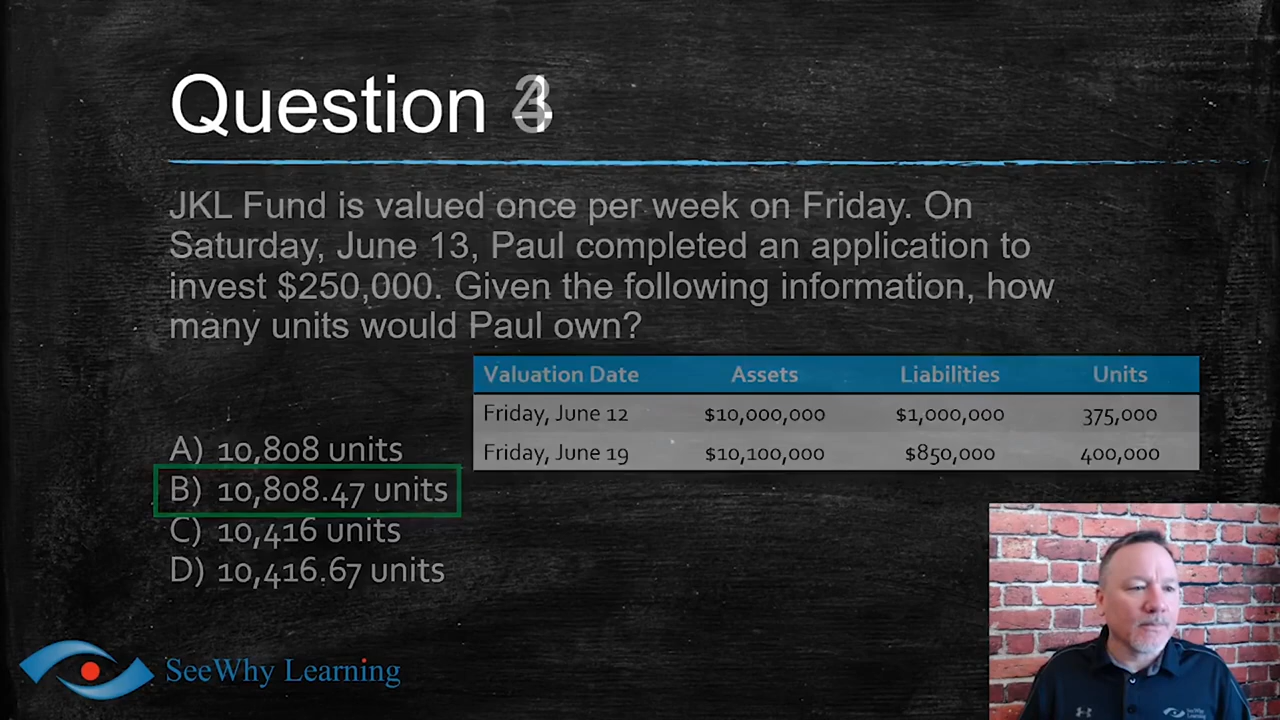 Question
JKL Fund is valued once per week on Friday. On
Saturday, June 13, Paul completed an application to
invest $250,000. Given the following information, how
many units would Paul own?
Valuation Date Assets Liabilities Units
Friday, June 12 $10,000,000 $1,000,000 375,000
Friday, June 19 $10,100,000 $850,000 400,000
A) 10,808 units
B) 10,808.47 units
C) 10,416 units
D) 10,416.67 units
SeeWhy Learning